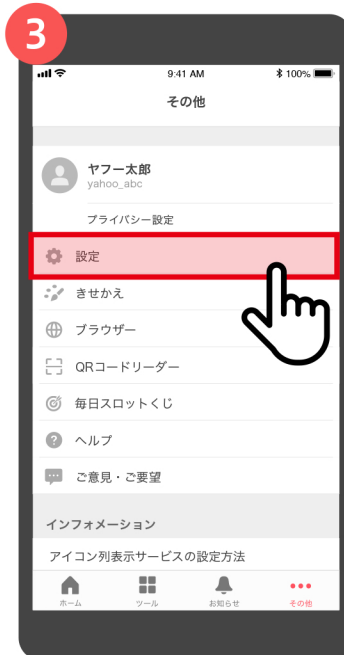 3
9:41 AM
100%
その他
ヤフー太郎
yahoo_abc
プライバシー設定
設定
きせかえ
ブラウザー
QRコードリーダー
毎日スロットくじ
ヘルプ
ご意見・ご要望
インフォメーション
アイコン列表示サービスの設定方法
ホーム
ツール
お知らせ
その他